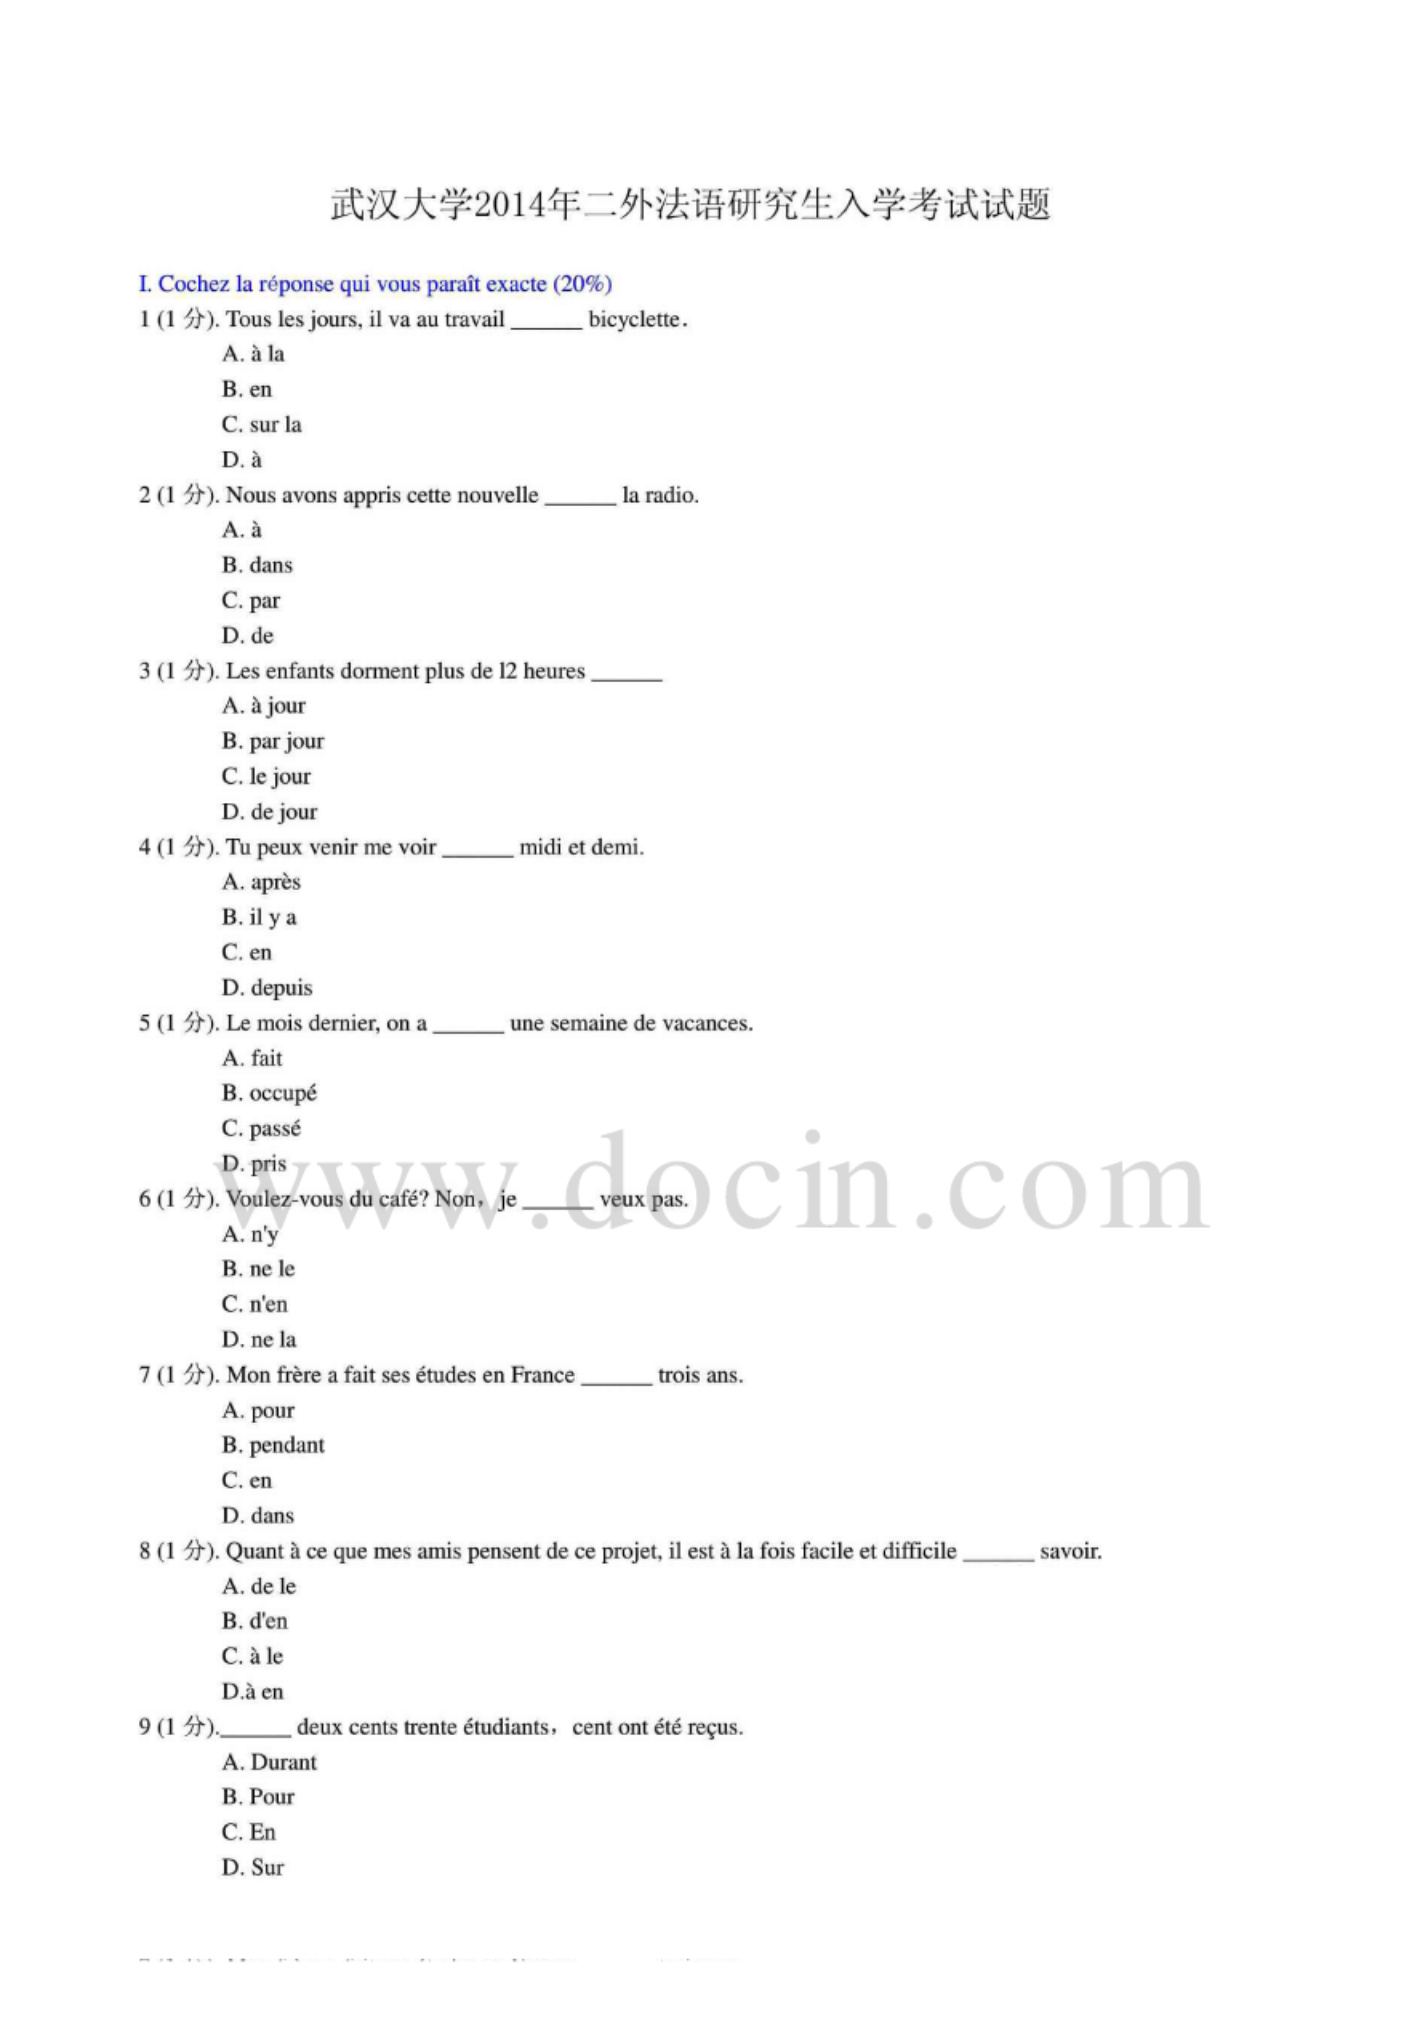 武汉大学2014年二外法语研究生入学考试试题
I. Cochez la réponse qui vous paraît exacte (20%)
1 (1 分). Tous les jours, il va au travail ______ bicyclette.
A. à la
B. en
C. sur la
D. à
2 (1 分). Nous avons appris cette nouvelle ______ la radio.
A. à
B. dans
C. par
D. de
3 (1 分). Les enfants dorment plus de l2 heures ______
A. à jour
B. par jour
C. le jour
D. de jour
4 (1 分). Tu peux venir me voir ______ midi et demi.
A. après
B. il y a
C. en
D. depuis
5 (1 分). Le mois dernier, on a ______ une semaine de vacances.
A. fait
B. occupé
C. passé
D. pris
www.docin.com
6 (1 分). Voulez-vous du café? Non，je ______ veux pas.
A. n'y
B. ne le
C. n'en
D. ne la
7 (1 分). Mon frère a fait ses études en France ______ trois ans.
A. pour
B. pendant
C. en
D. dans
8 (1 分). Quant à ce que mes amis pensent de ce projet, il est à la fois facile et difficile ______ savoir.
A. de le
B. d'en
C. à le
D.à en
9 (1 分).______ deux cents trente étudiants，cent ont été reçus.
A. Durant
B. Pour
C. En
D. Sur